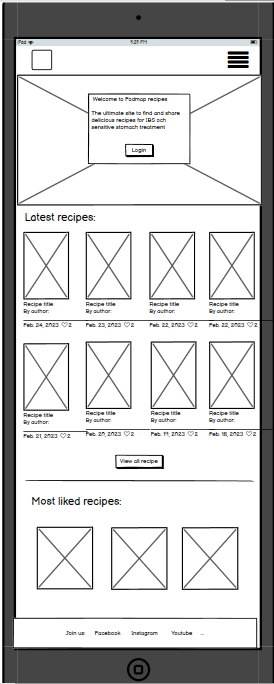 iPad
5:25 PM
Welcome to Fodmap recipes
The ultimate site to find and share
delicious recipes for IBS och
sensitive stomach treatment
Login
Latest recipes:
Recipe title Recipe title Recipe title Recipe title
By author: By author: By author: By author:
Feb. 24, 2023 ♡2 Feb. 23, 2023 ♡2 Feb. 22, 2023 ♡2 Feb. 22, 2023 ♡2
Recipe title Recipe title Recipe title Recipe title
By author: By author: By author: By author:
Feb. 21, 2023 ♡2 Feb. 20, 2023 ♡2 Feb. 19, 2023 ♡2 Feb. 18, 2023 ♡2
View all recipe
Most liked recipes:
Join us: Facebook Instagram Youtube ...